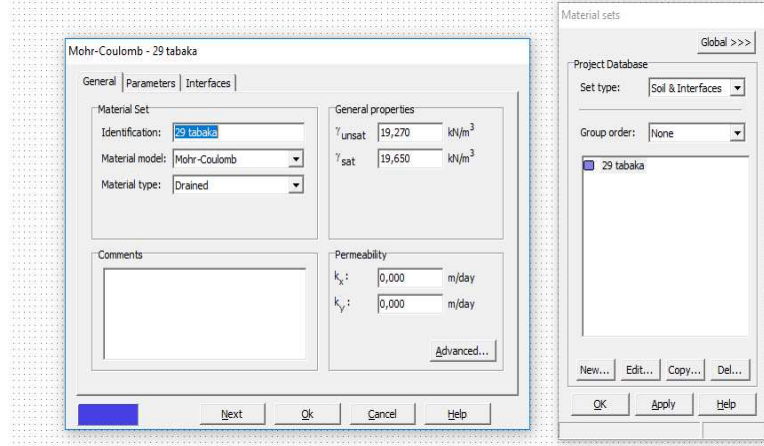 Mohr-Coulomb - 29 tabaka
General Parameters Interfaces
Material Set
Identification: 29 tabaka
Material model: Mohr-Coulomb
Material type: Drained
General properties
γunsat 19,270 kN/m³
γsat 19,650 kN/m³
Comments
Permeability
kx: 0,000 m/day
ky: 0,000 m/day
Advanced...
Next Ok Cancel Help
Material sets
Global >>>
Project Database
Set type: Soil & Interfaces
Group order: None
29 tabaka
New... Edit... Copy... Del...
OK Apply Help